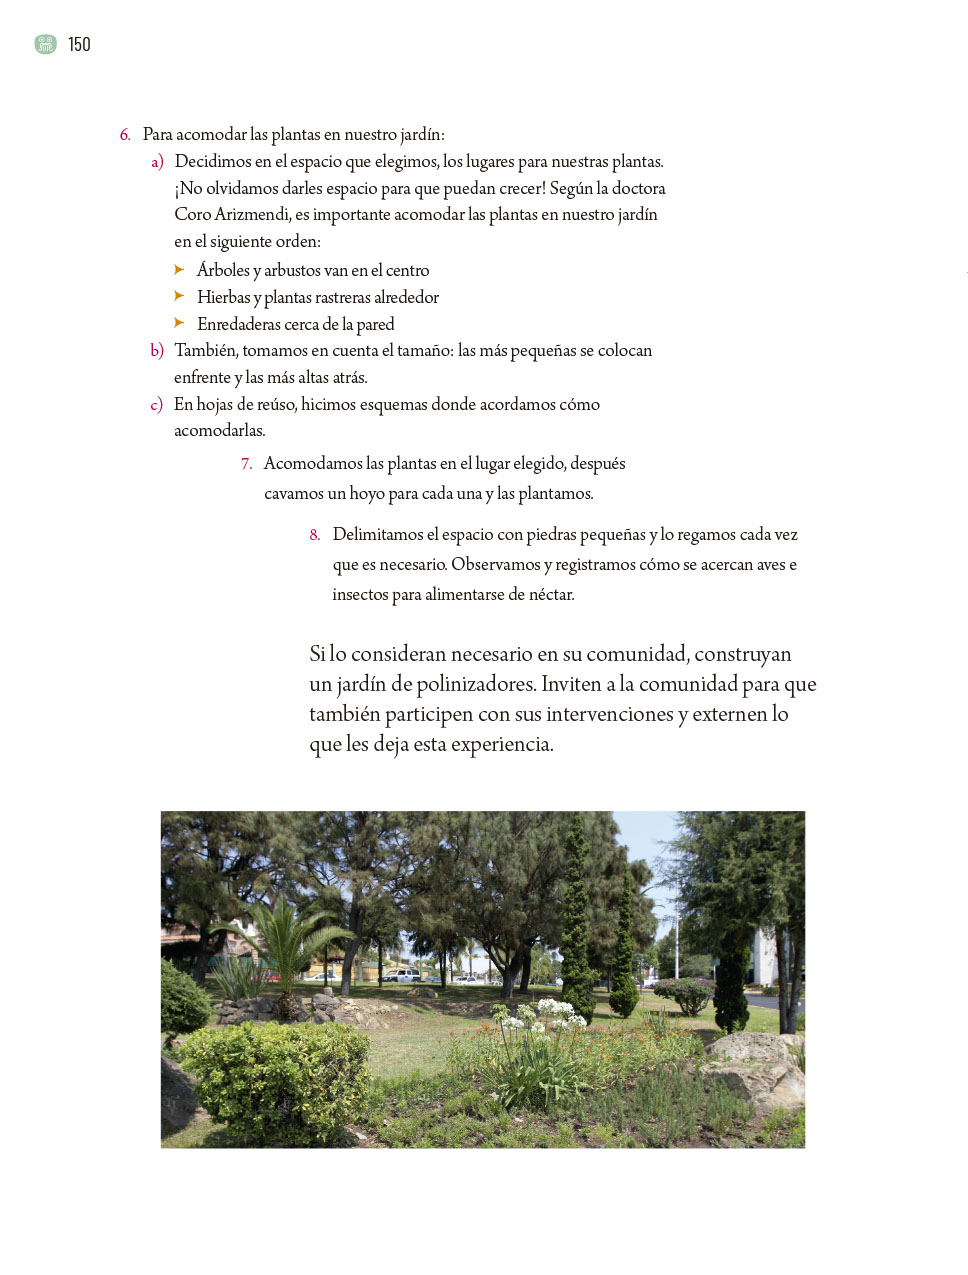 150
6. Para acomodar las plantas en nuestro jardín:
a) Decidimos en el espacio que elegimos, los lugares para nuestras plantas.
¡No olvidamos darles espacio para que puedan crecer! Según la doctora
Coro Arizmendi, es importante acomodar las plantas en nuestro jardín
en el siguiente orden:
➤ Árboles y arbustos van en el centro
➤ Hierbas y plantas rastreras alrededor
➤ Enredaderas cerca de la pared
b) También, tomamos en cuenta el tamaño: las más pequeñas se colocan
enfrente y las más altas atrás.
c) En hojas de reúso, hicimos esquemas donde acordamos cómo
acomodarlas.
7. Acomodamos las plantas en el lugar elegido, después
cavamos un hoyo para cada una y las plantamos.
8. Delimitamos el espacio con piedras pequeñas y lo regamos cada vez
que es necesario. Observamos y registramos cómo se acercan aves e
insectos para alimentarse de néctar.
Si lo consideran necesario en su comunidad, construyan
un jardín de polinizadores. Inviten a la comunidad para que
también participen con sus intervenciones y externen lo
que les deja esta experiencia.